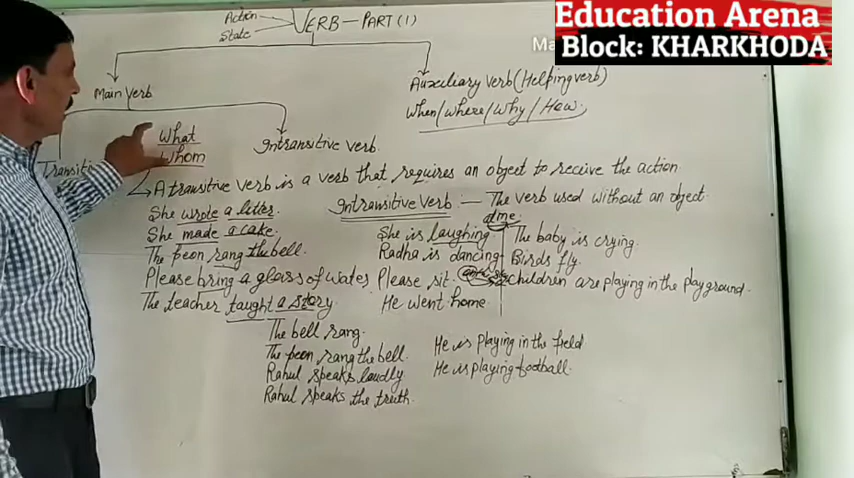 Education Arena
Block: KHARKHODA
Ma
Action
State
VERB - PART (1)
Main verb
Auxiliary verb (Helping verb)
When/where/why/How
What
whom
Intransitive verb
Transiti
A transitive verb is a verb that requires an object to receive the action
Intransitive verb :- The verb used without an object.
She wrote a litter.
She made a cake.
The peon rang the bell.
Please bring a glass of water
The teacher taught a story
She is laughing
Radha is dancing
Please sit.
He went home
The baby is crying.
Birds fly.
children are playing in the playground.
The bell rang.
The peon rang the bell.
Rahul speaks loudly
Rahul speaks the truth.
He is playing in the field
He is playing football.